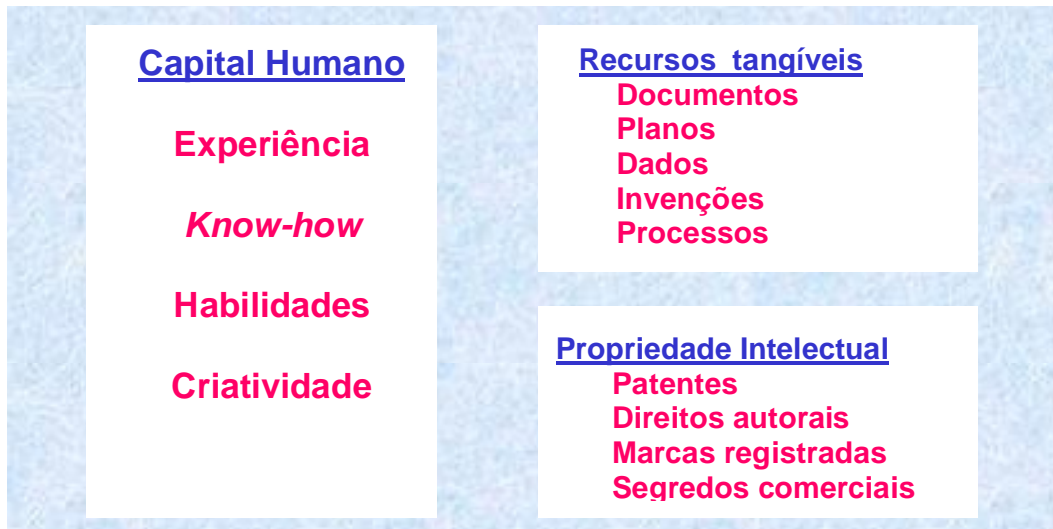 Capital Humano
Experiência
Know-how
Habilidades
Criatividade
Recursos tangíveis
Documentos
Planos
Dados
Invenções
Processos
Propriedade Intelectual
Patentes
Direitos autorais
Marcas registradas
Segredos comerciais